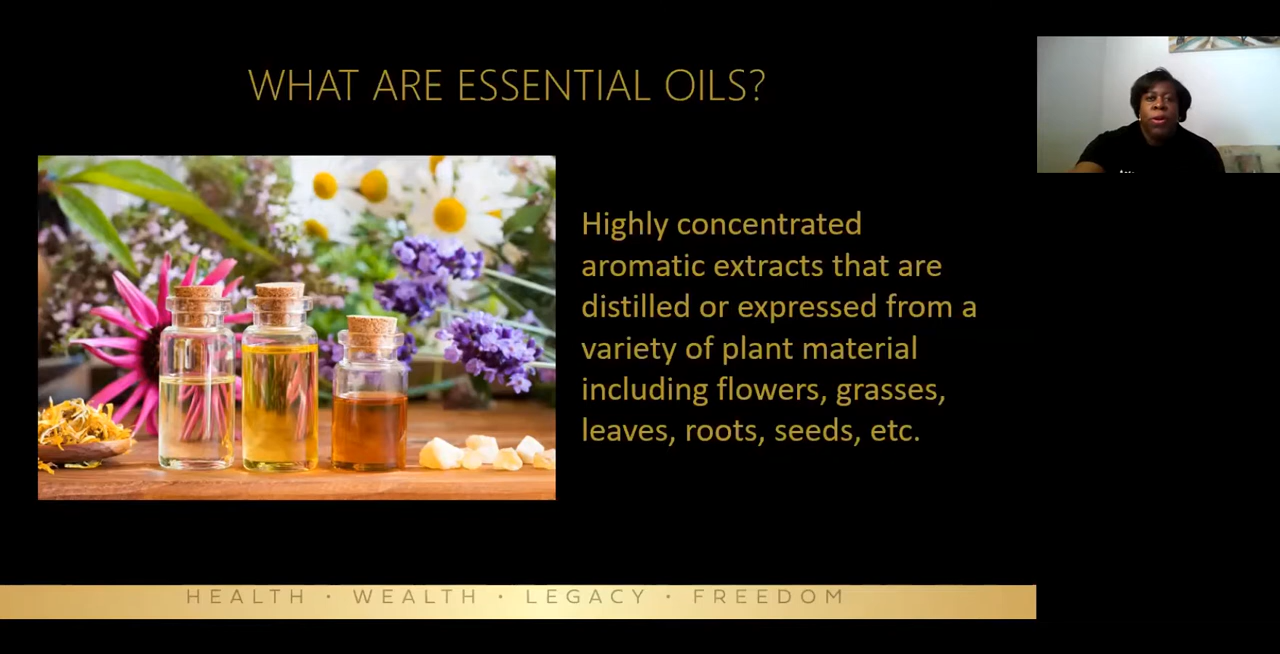 WHAT ARE ESSENTIAL OILS?
Highly concentrated
aromatic extracts that are
distilled or expressed from a
variety of plant material
including flowers, grasses,
leaves, roots, seeds, etc.
HEALTH · WEALTH · LEGACY · FREEDOM